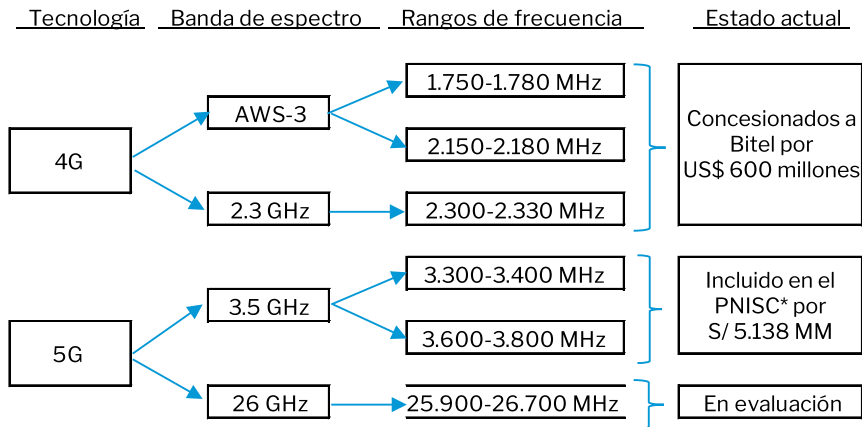 Tecnología Banda de espectro Rangos de frecuencia Estado actual
4G
AWS-3
1.750-1.780 MHz
2.150-2.180 MHz
2.3 GHz
2.300-2.330 MHz
Concesionados a
Bitel por
US$ 600 millones
5G
3.5 GHz
3.300-3.400 MHz
3.600-3.800 MHz
Incluido en el
PNISC* por
S/ 5.138 MM
26 GHz
25.900-26.700 MHz
En evaluación